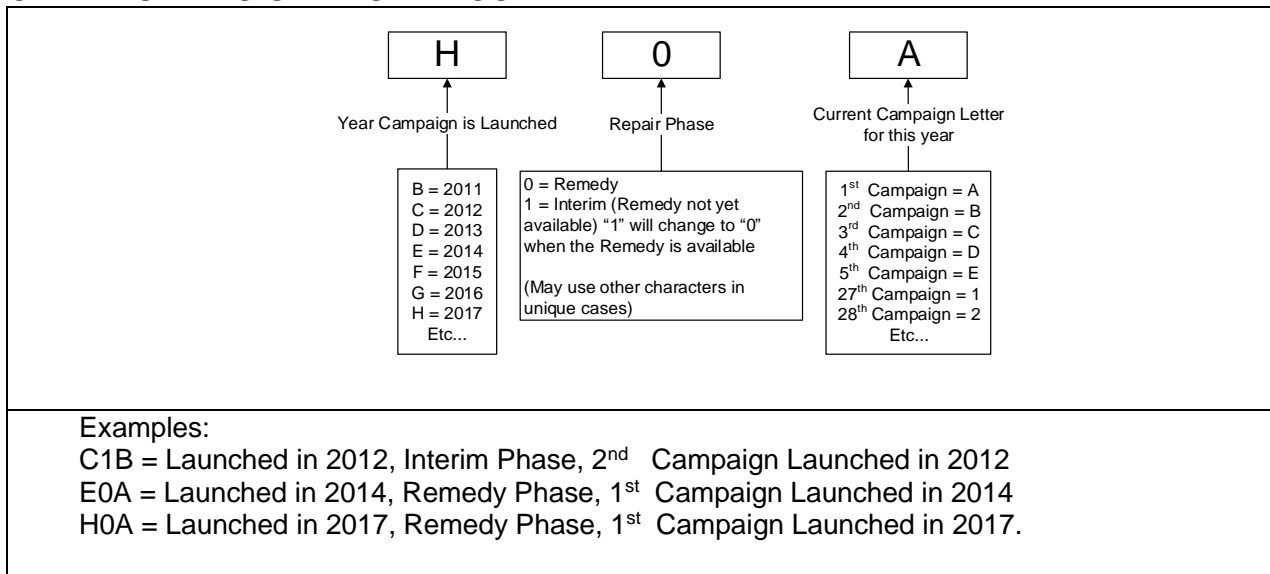 H 0 A
Year Campaign is Launched
Repair Phase
Current Campaign Letter
for this year
B = 2011
C = 2012
D = 2013
E = 2014
F = 2015
G = 2016
H = 2017
Etc...
0 = Remedy
1 = Interim (Remedy not yet
available) “1” will change to “0”
when the Remedy is available
(May use other characters in
unique cases)
1st Campaign = A
2nd Campaign = B
3rd Campaign = C
4th Campaign = D
5th Campaign = E
27th Campaign = 1
28th Campaign = 2
Etc...
Examples:
C1B = Launched in 2012, Interim Phase, 2nd Campaign Launched in 2012
E0A = Launched in 2014, Remedy Phase, 1st Campaign Launched in 2014
H0A = Launched in 2017, Remedy Phase, 1st Campaign Launched in 2017.